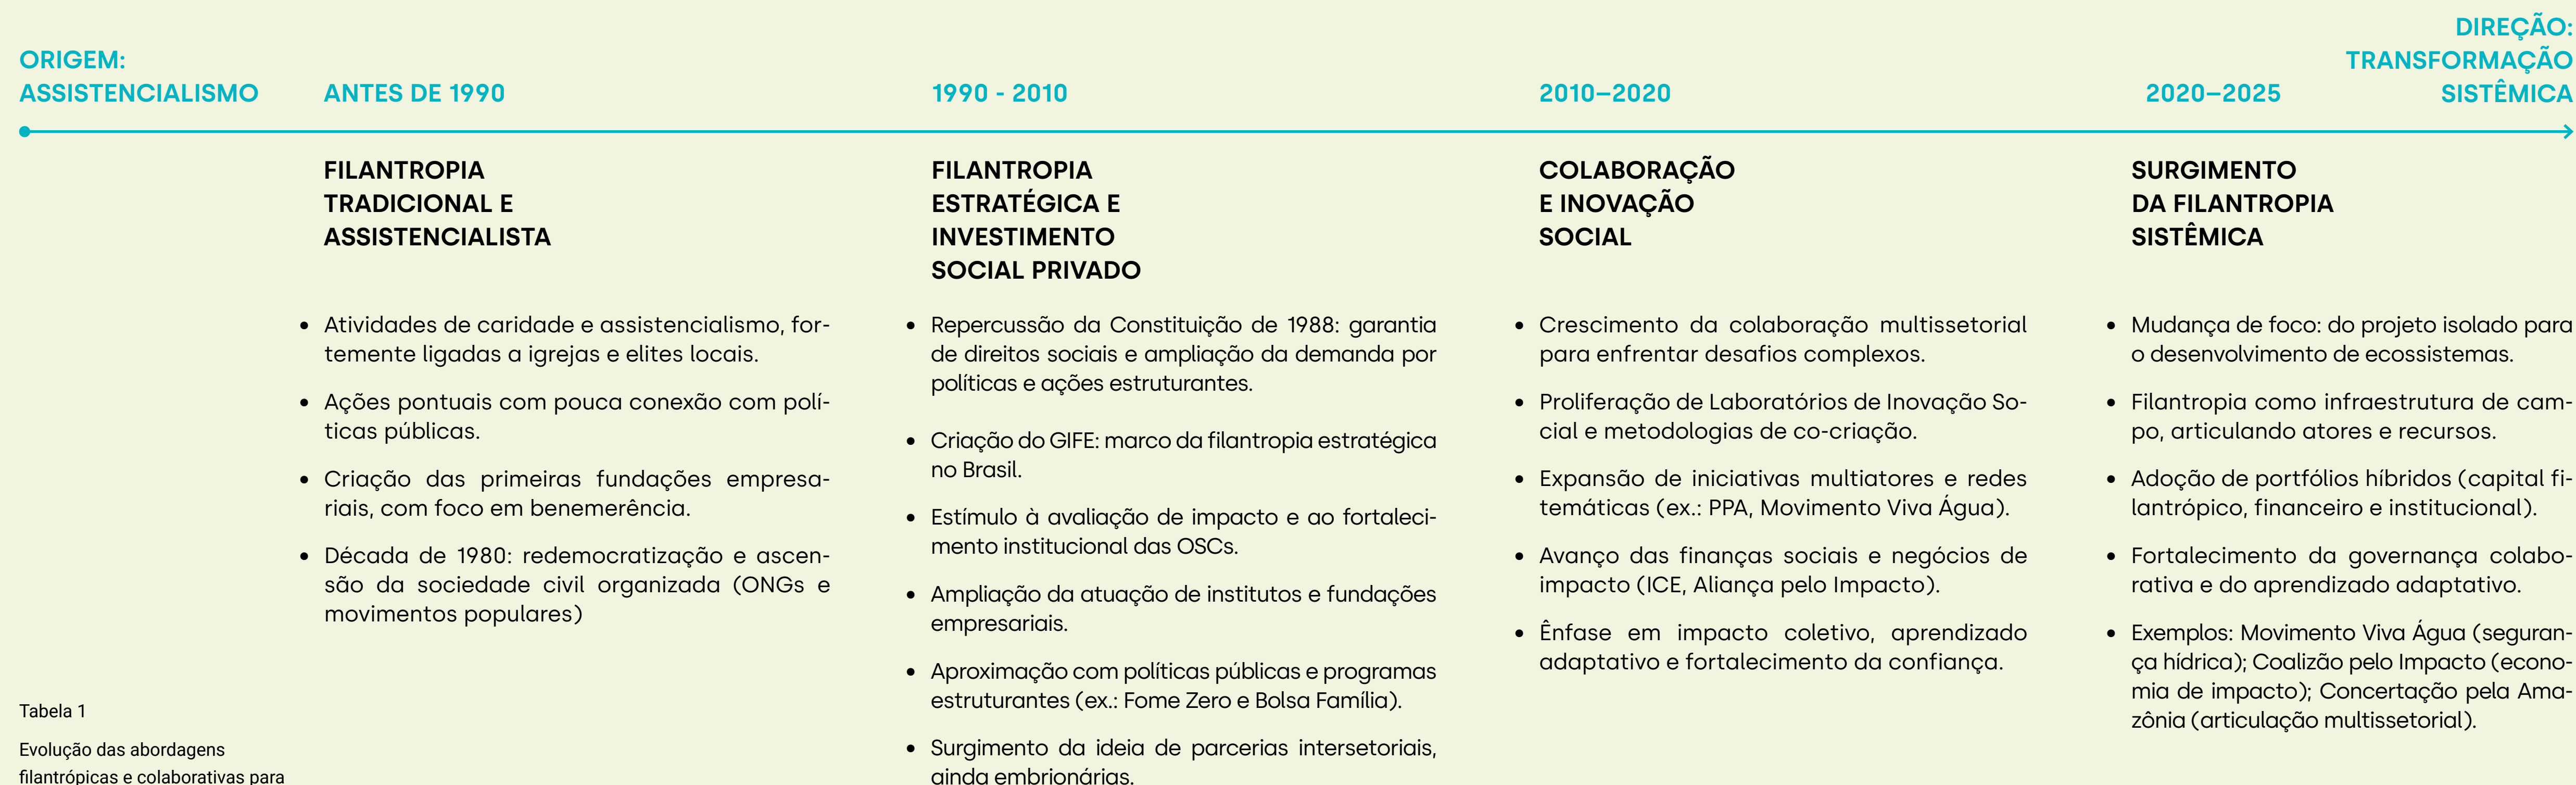 ORIGEM:
ASSISTENCIALISMO
ANTES DE 1990
1990 - 2010
2010–2020
2020–2025
DIREÇÃO:
TRANSFORMAÇÃO
SISTÊMICA
FILANTROPIA
TRADICIONAL E
ASSISTENCIALISTA
• Atividades de caridade e assistencialismo, for-
temente ligadas a igrejas e elites locais.
• Ações pontuais com pouca conexão com polí-
ticas públicas.
• Criação das primeiras fundações empresa-
riais, com foco em benemerência.
• Década de 1980: redemocratização e ascen-
são da sociedade civil organizada (ONGs e
movimentos populares)
FILANTROPIA
ESTRATÉGICA E
INVESTIMENTO
SOCIAL PRIVADO
• Repercussão da Constituição de 1988: garantia
de direitos sociais e ampliação da demanda por
políticas e ações estruturantes.
• Criação do GIFE: marco da filantropia estratégica
no Brasil.
• Estímulo à avaliação de impacto e ao fortaleci-
mento institucional das OSCs.
• Ampliação da atuação de institutos e fundações
empresariais.
• Aproximação com políticas públicas e programas
estruturantes (ex.: Fome Zero e Bolsa Família).
• Surgimento da ideia de parcerias intersetoriais,
ainda embrionárias.
COLABORAÇÃO
E INOVAÇÃO
SOCIAL
• Crescimento da colaboração multissetorial
para enfrentar desafios complexos.
• Proliferação de Laboratórios de Inovação So-
cial e metodologias de co-criação.
• Expansão de iniciativas multiatores e redes
temáticas (ex.: PPA, Movimento Viva Água).
• Avanço das finanças sociais e negócios de
impacto (ICE, Aliança pelo Impacto).
• Ênfase em impacto coletivo, aprendizado
adaptativo e fortalecimento da confiança.
SURGIMENTO
DA FILANTROPIA
SISTÊMICA
• Mudança de foco: do projeto isolado para
o desenvolvimento de ecossistemas.
• Filantropia como infraestrutura de cam-
po, articulando atores e recursos.
• Adoção de portfólios híbridos (capital fi-
lantrópico, financeiro e institucional).
• Fortalecimento da governança colabo-
rativa e do aprendizado adaptativo.
• Exemplos: Movimento Viva Água (seguran-
ça hídrica); Coalizão pelo Impacto (econo-
mia de impacto); Concertação pela Ama-
zônia (articulação multissetorial).
Tabela 1
Evolução das abordagens
filantrópicas e colaborativas para